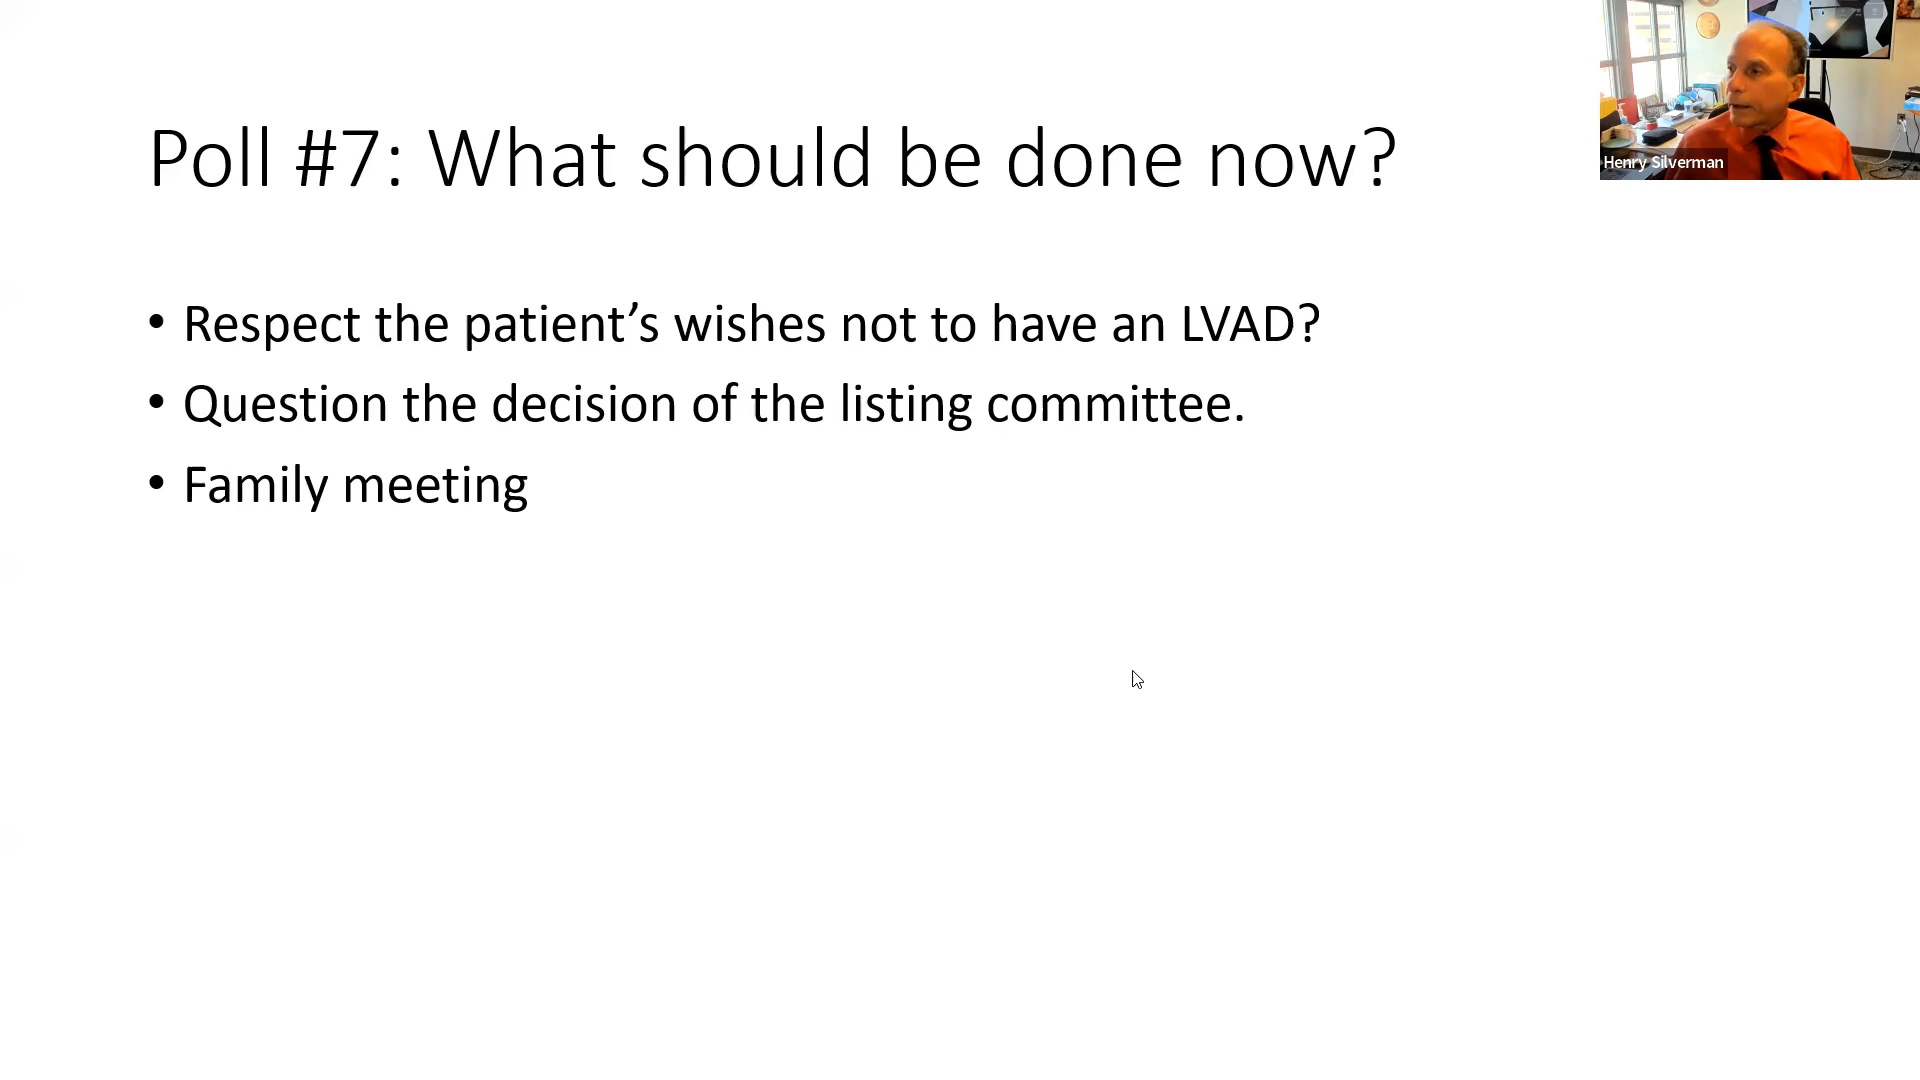 Poll #7: What should be done now?
• Respect the patient’s wishes not to have an LVAD?
• Question the decision of the listing committee.
• Family meeting
Henry Silverman